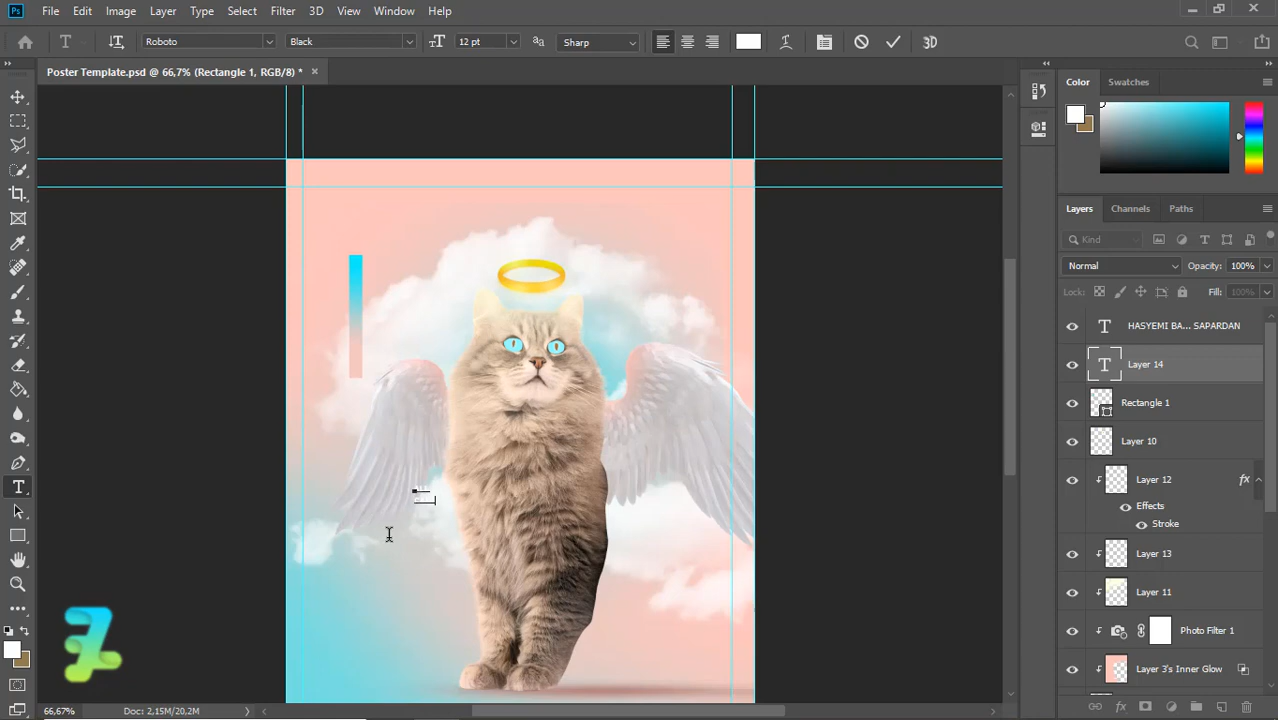 Ps File Edit Image Layer Type Select Filter 3D View Window Help
T Roboto Black 12 pt Sharp 3D
Poster Template.psd @ 66,7% (Rectangle 1, RGB/8) *
Color Swatches
Layers Channels Paths
Kind
Normal Opacity: 100%
Lock: Fill: 100%
HASYEMI BA... SAPARDAN
Layer 14
Rectangle 1
Layer 10
Layer 12 fx
Effects
Stroke
Layer 13
Layer 11
Photo Filter 1
Layer 3's Inner Glow
66,67% Doc: 2,15M/20,2M